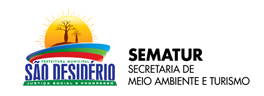 PREFEITURA MUNICIPAL
SÃO DESIDÉRIO
JUSTIÇA SOCIAL E PROGRESSO
SEMATUR
SECRETARIA DE
MEIO AMBIENTE E TURISMO